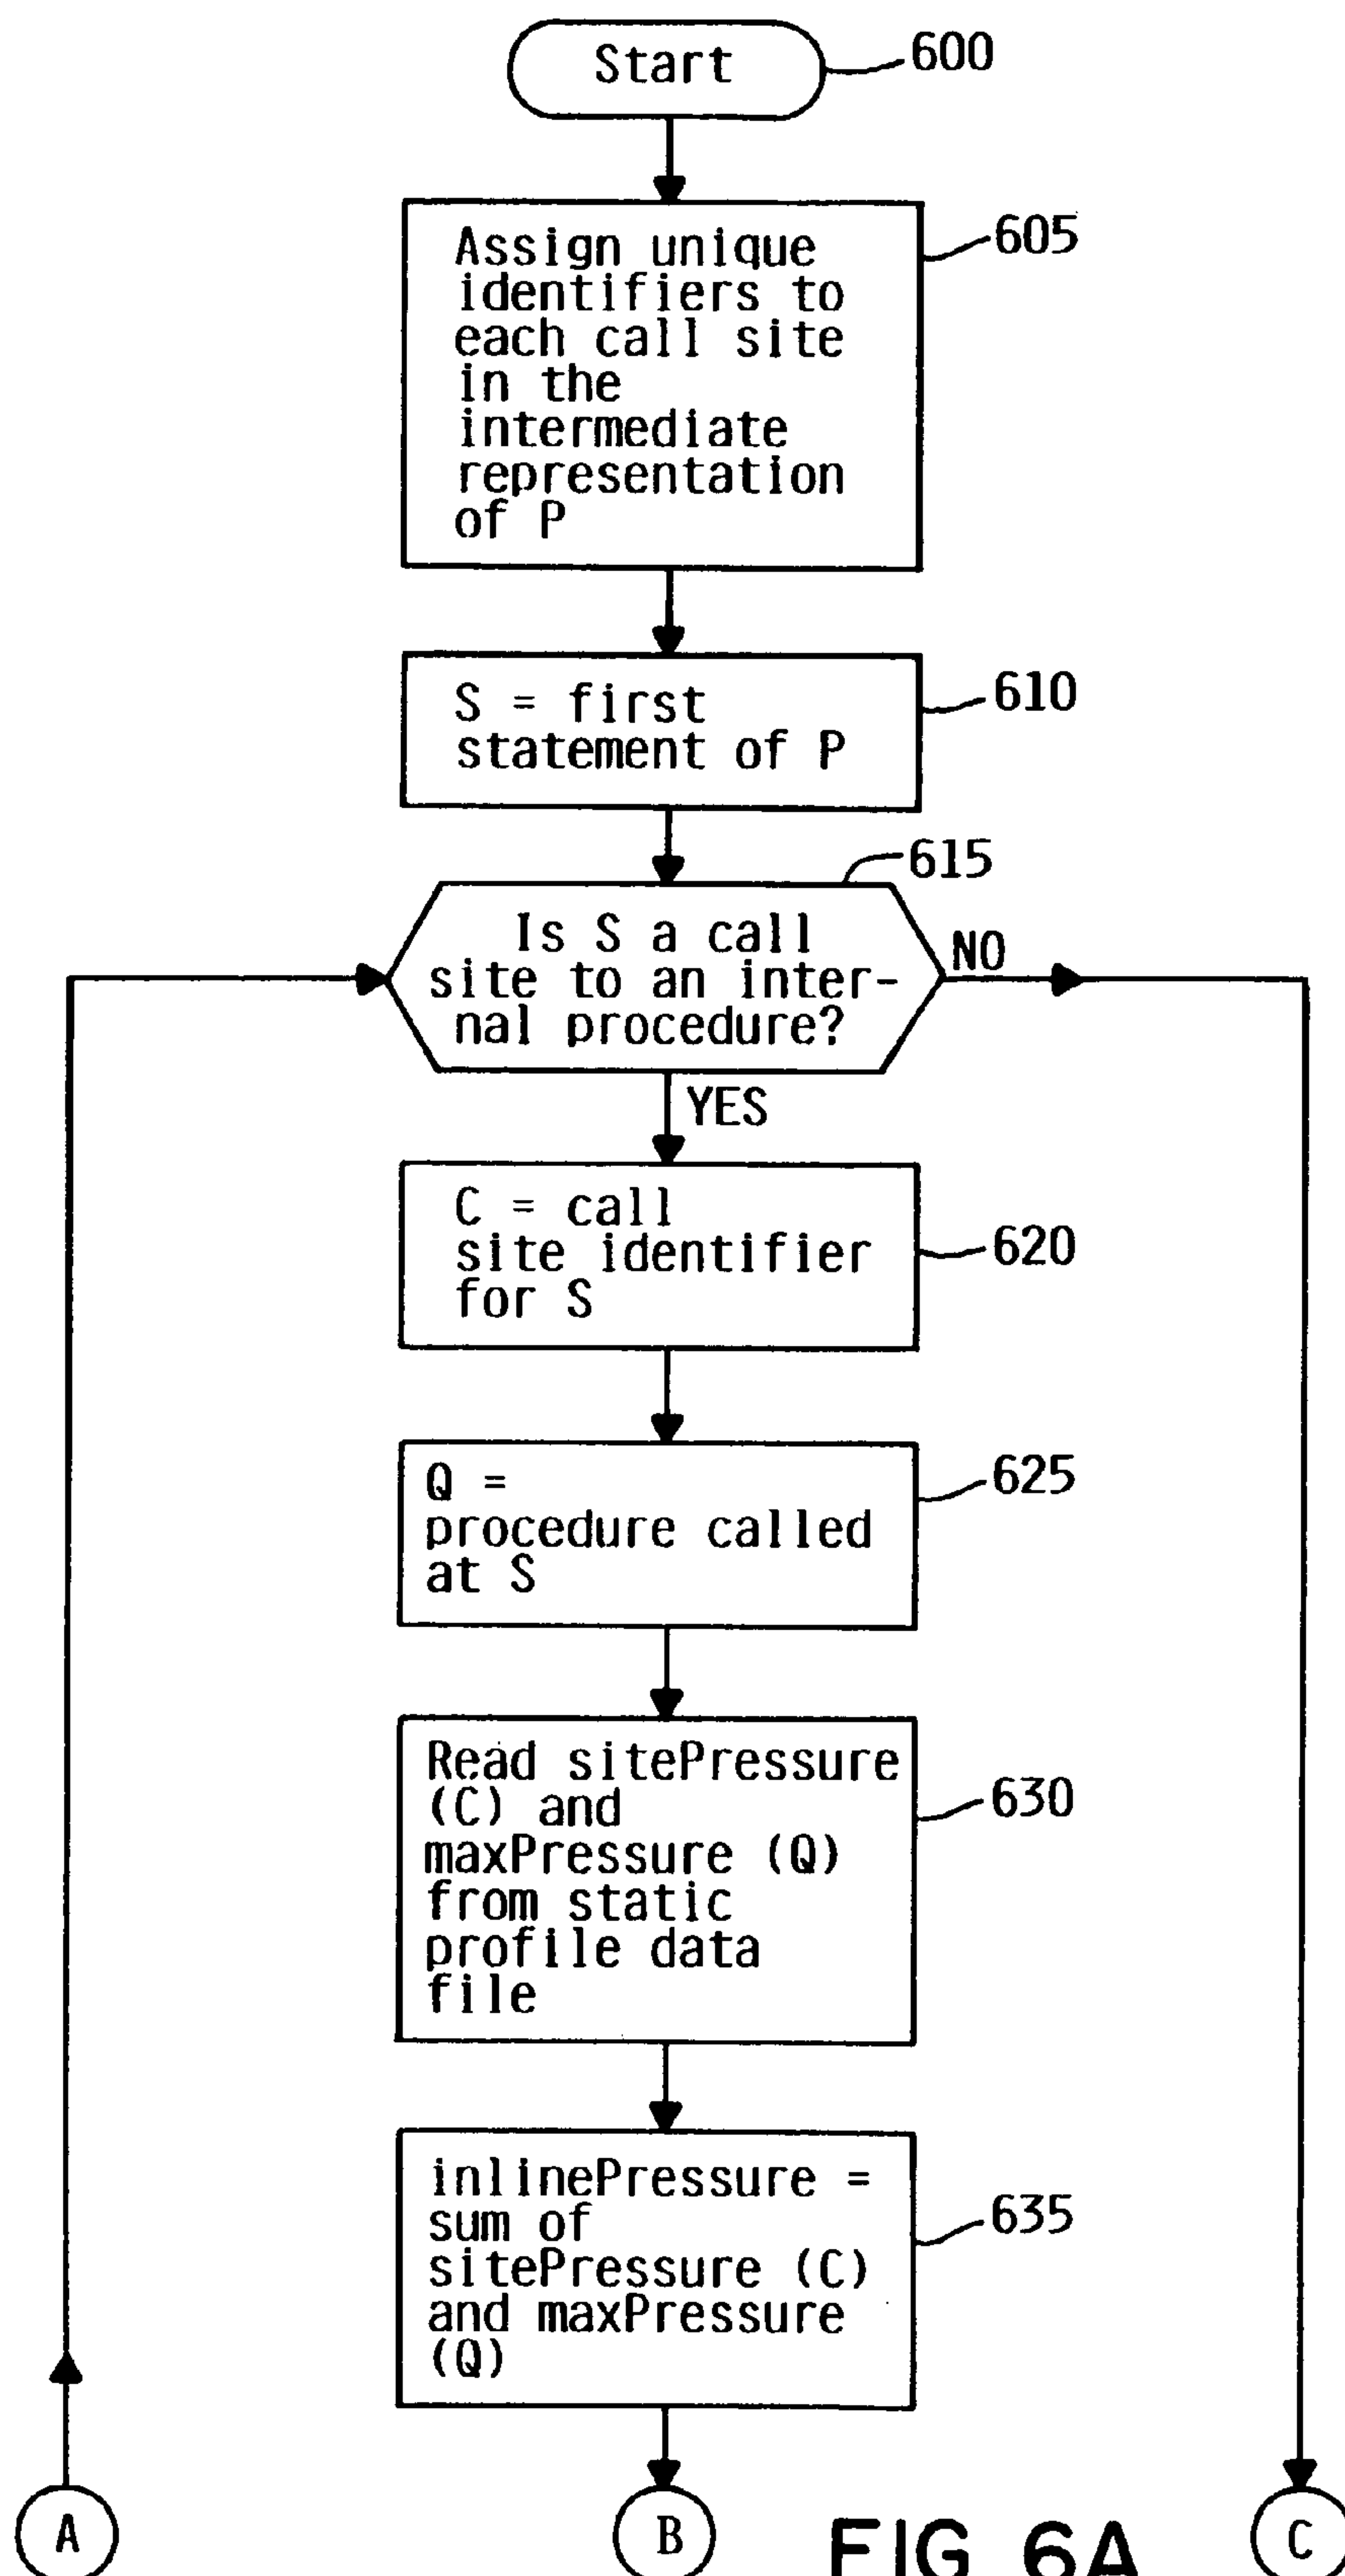 Start
600
Assign unique
identifiers to
each call site
in the
intermediate
representation
of P
605
S = first
statement of P
610
615
Is S a call
site to an inter-
nal procedure?
NO
YES
C = call
site identifier
for S
620
Q =
procedure called
at S
625
Read sitePressure
(C) and
maxPressure (Q)
from static
profile data
file
630
inlinePressure =
sum of
sitePressure (C)
and maxPressure
(Q)
635
A
B
C
FIG. 6A